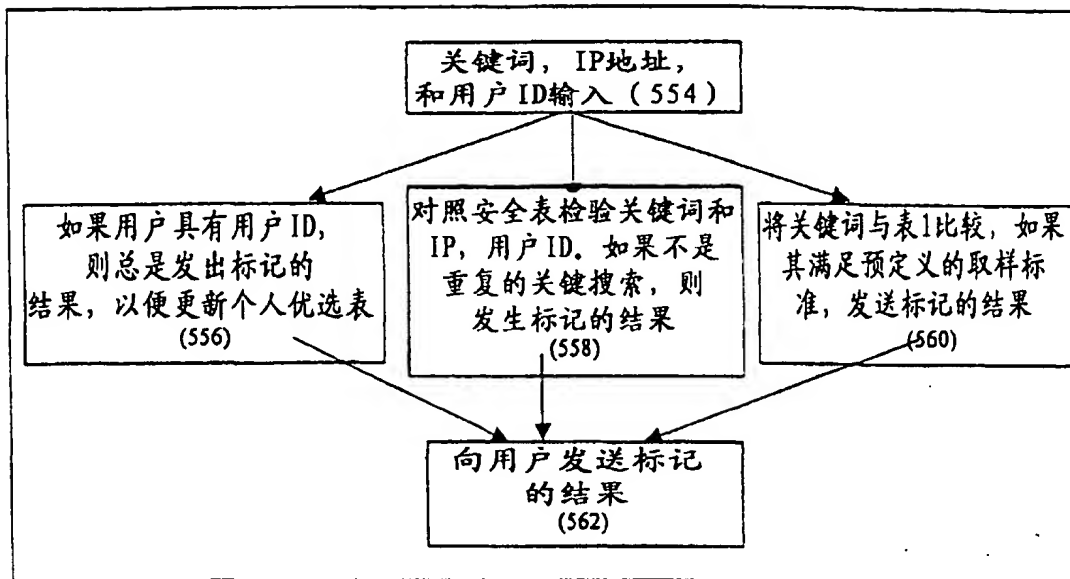 关键词, IP地址,
和用户ID输入 (554)
如果用户具有用户ID,
则总是发出标记的
结果, 以便更新个人优选表
(556)
对照安全表检验关键词和
IP, 用户ID. 如果不是
重复的关键搜索, 则
发生标记的结果
(558)
将关键词与表1比较, 如果
其满足预定义的取样标
准, 发送标记的结果
(560)
向用户发送标记
的结果
(562)